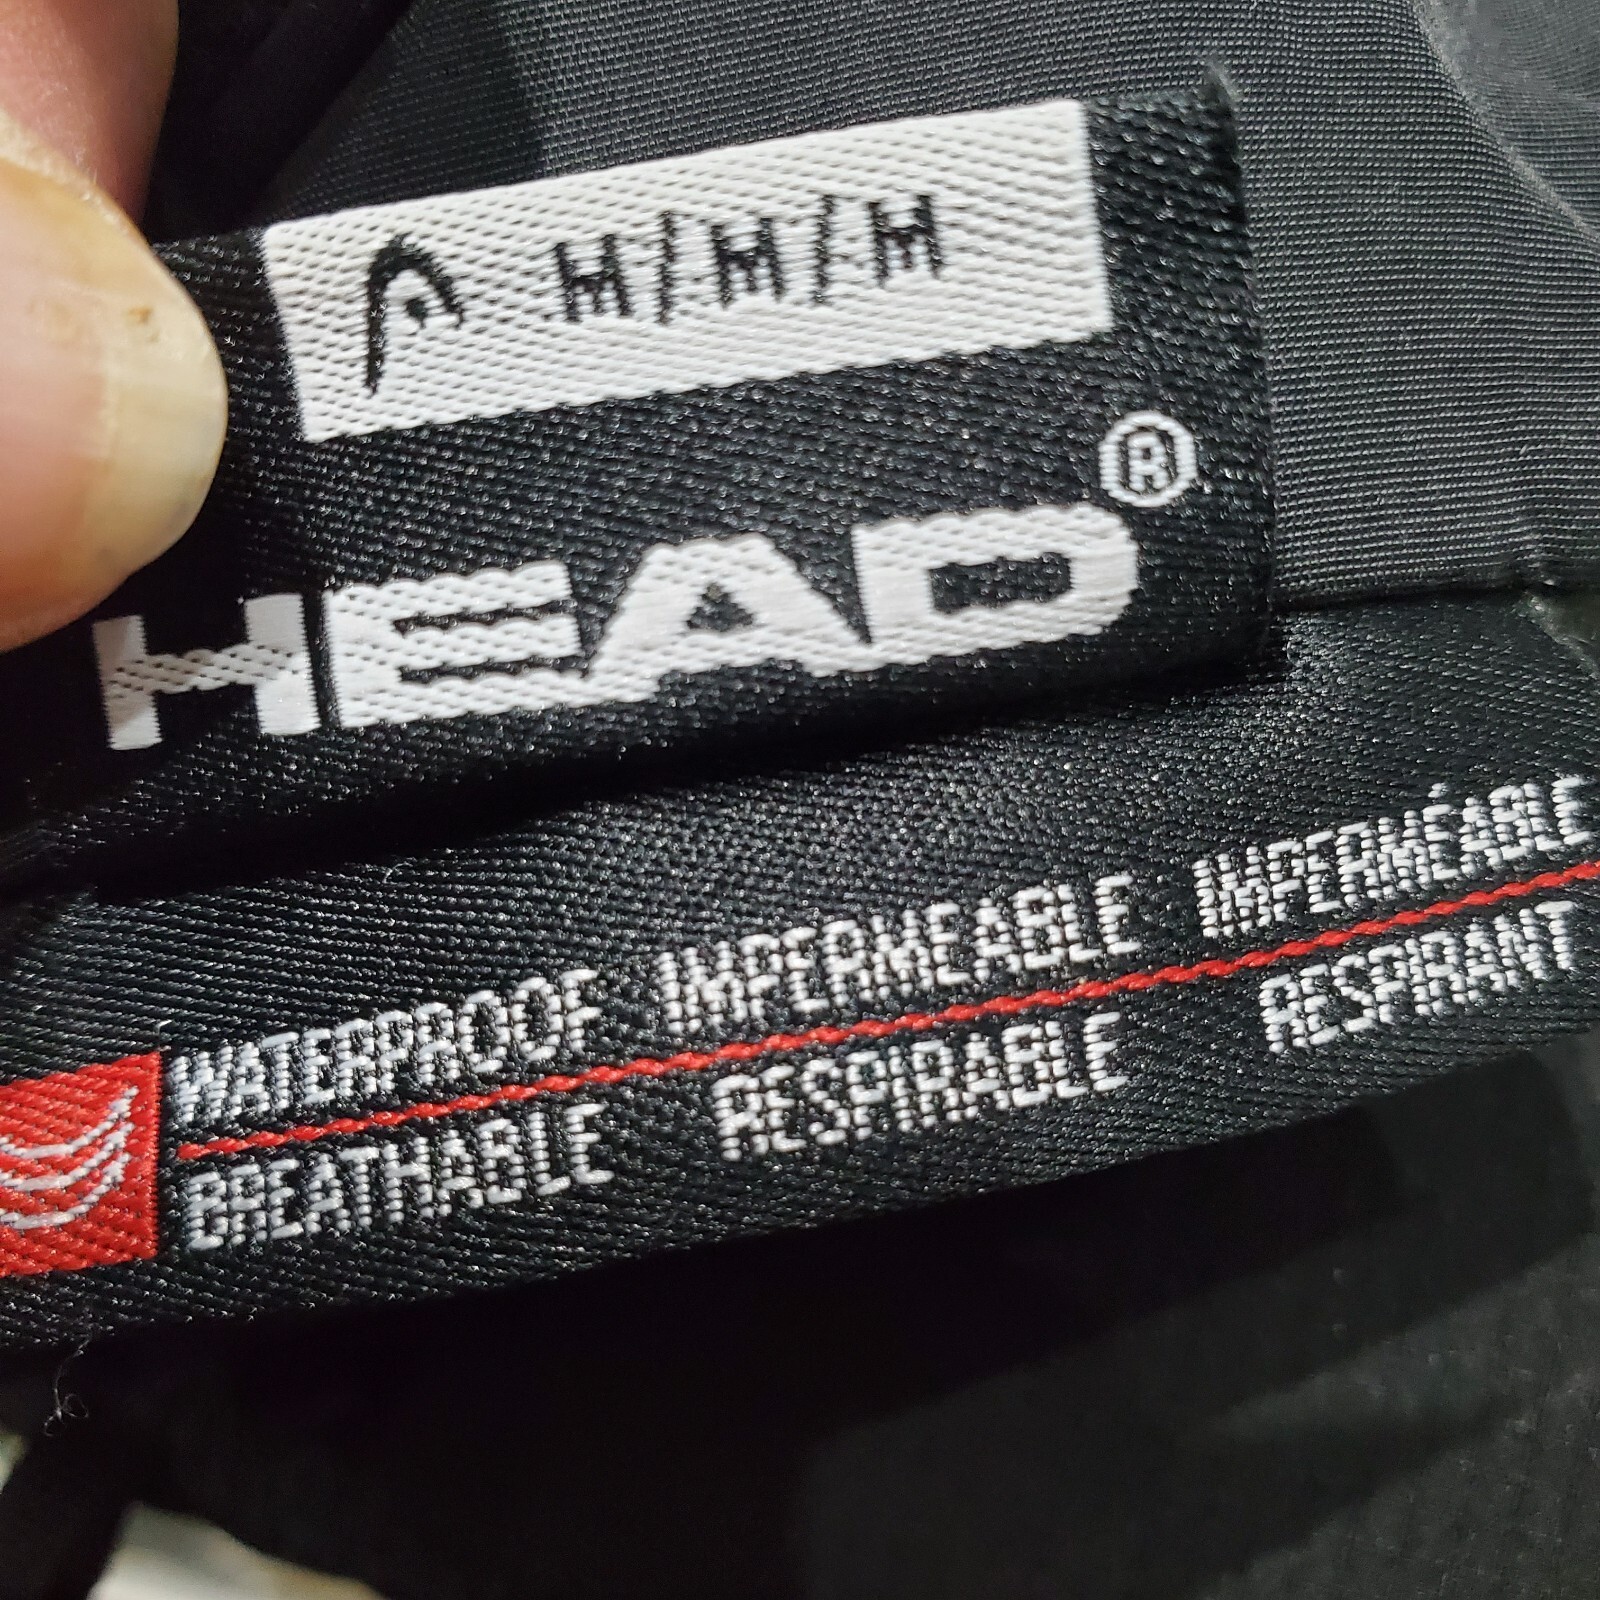 M/M/M
HEAD®
WATERPROOF IMPERMEABLE IMPERMÉABLE
BREATHABLE RESPIRABLE RESPIRANT